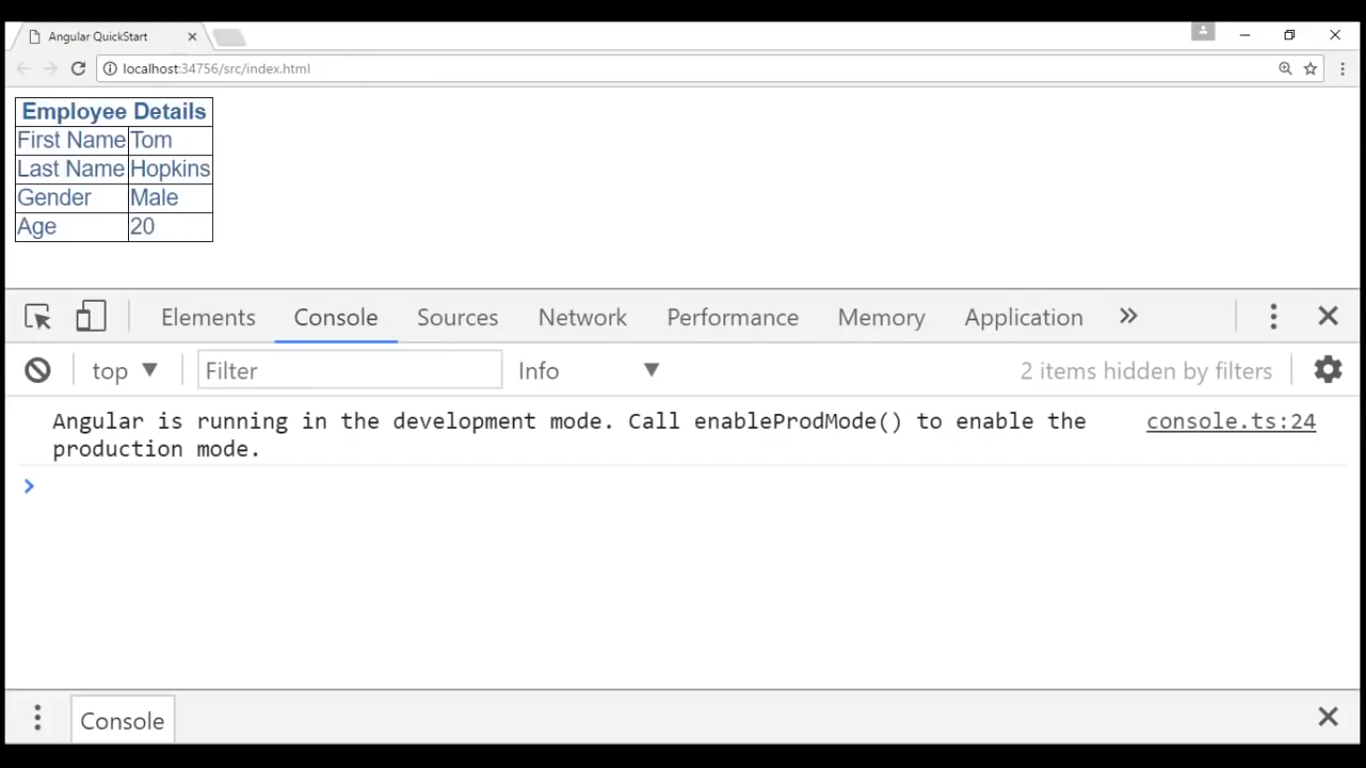 Angular QuickStart
localhost:34756/src/index.html
Employee Details
First Name Tom
Last Name Hopkins
Gender Male
Age 20
Elements Console Sources Network Performance Memory Application
top Filter Info 2 items hidden by filters
Angular is running in the development mode. Call enableProdMode() to enable the console.ts:24
production mode.
Console